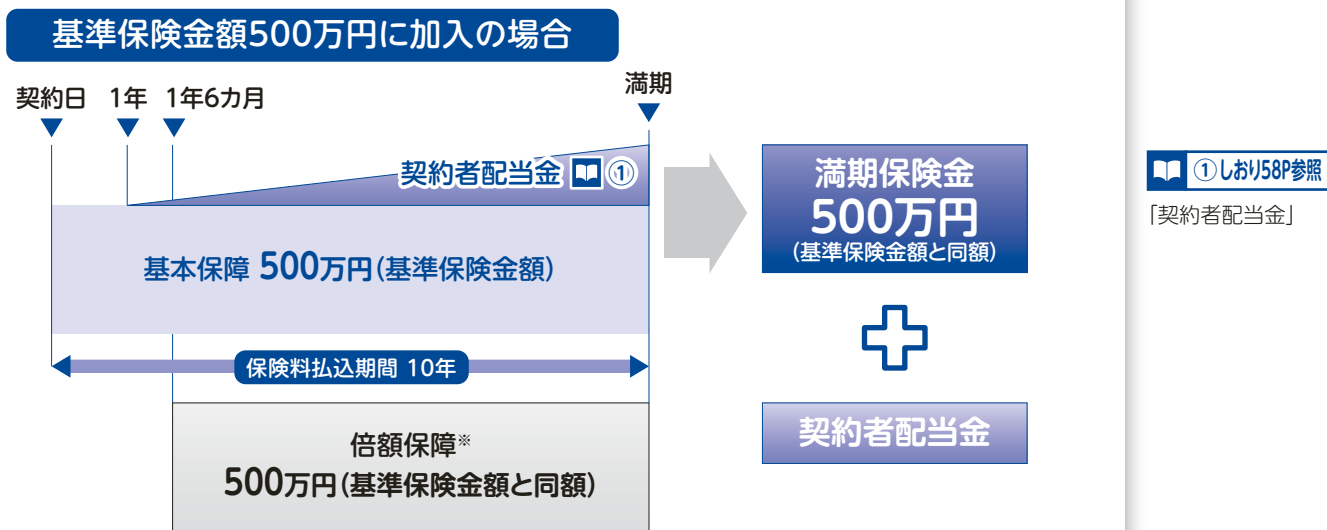 基準保険金額500万円に加入の場合
契約日 1年 1年6カ月 満期
契約者配当金 ①
基本保障 500万円(基準保険金額)
保険料払込期間 10年
倍額保障※
500万円(基準保険金額と同額)
満期保険金
500万円
(基準保険金額と同額)
契約者配当金
①しおり58P参照
「契約者配当金」